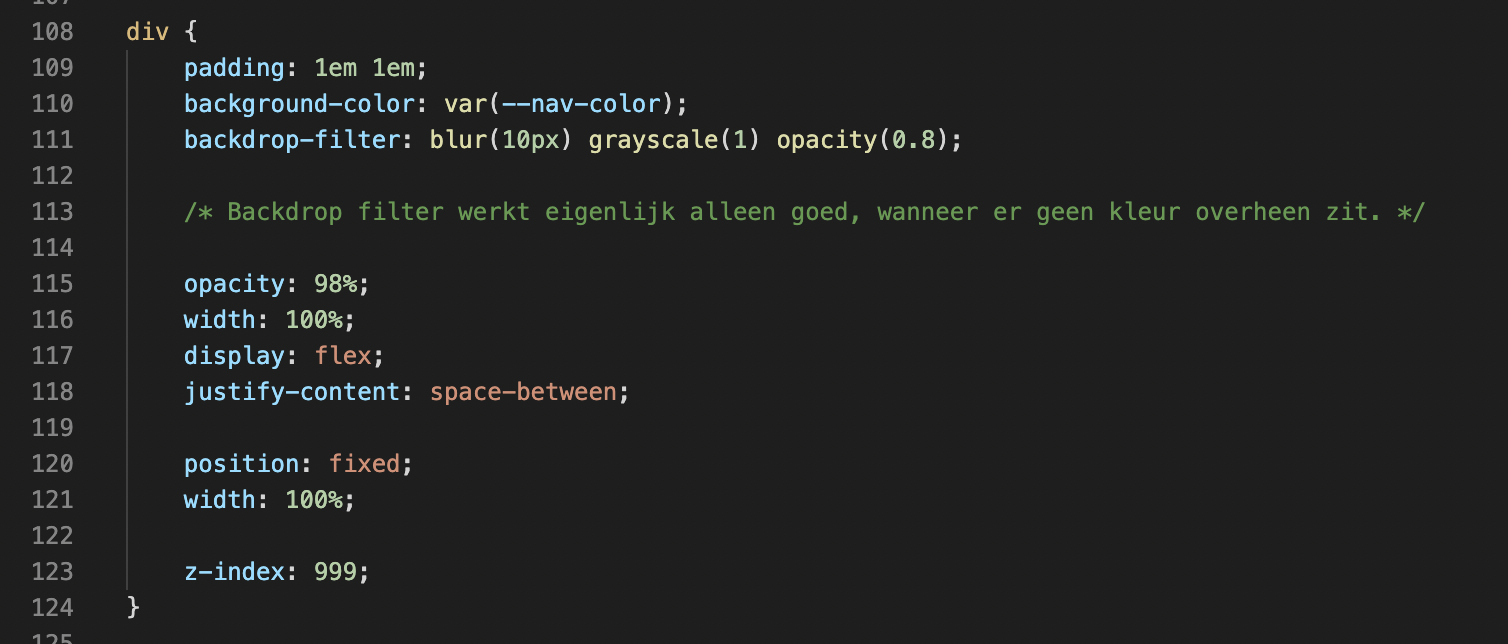 108 div {
109 padding: 1em 1em;
110 background-color: var(--nav-color);
111 backdrop-filter: blur(10px) grayscale(1) opacity(0.8);
112
113 /* Backdrop filter werkt eigenlijk alleen goed, wanneer er geen kleur overheen zit. */
114
115 opacity: 98%;
116 width: 100%;
117 display: flex;
118 justify-content: space-between;
119
120 position: fixed;
121 width: 100%;
122
123 z-index: 999;
124 }
125